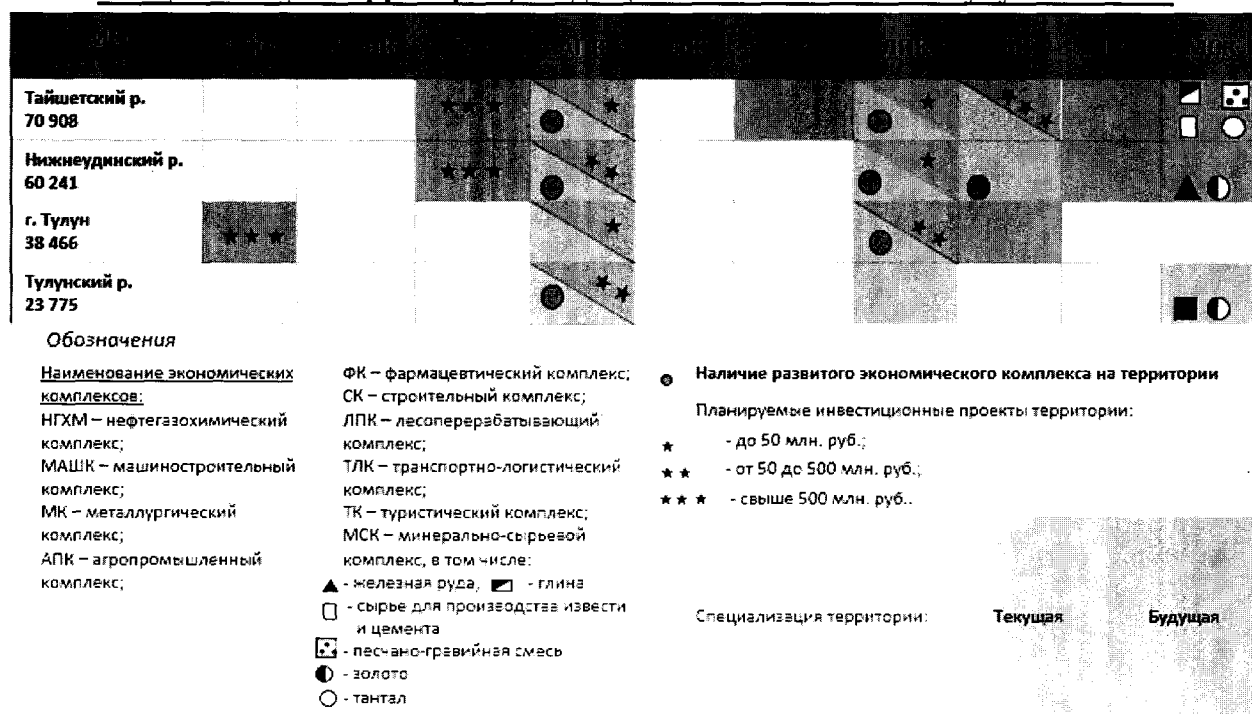 Тайшетский р.
70 908
Нижнеудинский р.
60 241
г. Тулун
38 466
Тулунский р.
23 775
Обозначения
Наименование экономических
комплексов:
НГХМ – нефтегазохимический
комплекс;
МАШК – машиностроительный
комплекс;
МК – металлургический
комплекс;
АПК – агропромышленный
комплекс;
ФК – фармацевтический комплекс;
СК – строительный комплекс;
ЛПК – лесоперерабатывающий
комплекс;
ТЛК – транспортно-логистический
комплекс;
ТК – туристический комплекс;
МСК – минерально-сырьевой
комплекс, в том числе:
- железная руда, - глина
- сырье для производства извести
и цемента
- песчано-гравийная смесь
- золото
- тантал
Наличие развитого экономического комплекса на территории
Планируемые инвестиционные проекты территории:
- до 50 млн. руб.;
- от 50 до 500 млн. руб.;
- свыше 500 млн. руб..
Специализация территории: Текущая Будущая